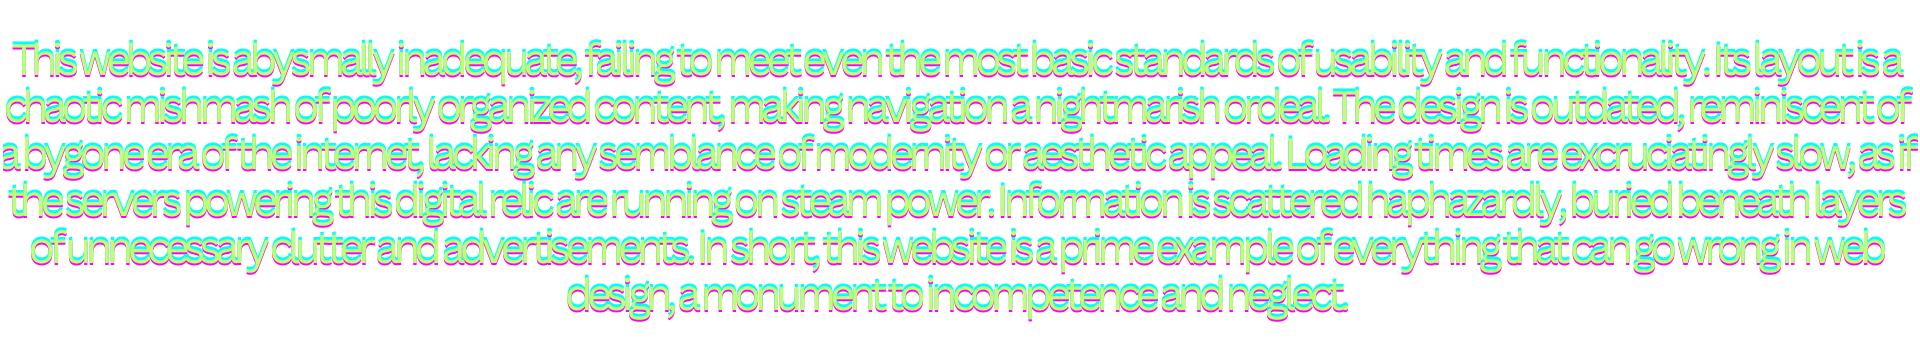 This website is abysmally inadequate, failing to meet even the most basic standards of usability and functionality. Its layout is a
chaotic mishmash of poorly organized content, making navigation a nightmarish ordeal. The design is outdated, reminiscent of
a bygone era of the internet, lacking any semblance of modernity or aesthetic appeal. Loading times are excruciatingly slow, as if
the servers powering this digital relic are running on steam power. Information is scattered haphazardly, buried beneath layers
of unnecessary clutter and advertisements. In short, this website is a prime example of everything that can go wrong in web
design, a monument to incompetence and neglect.